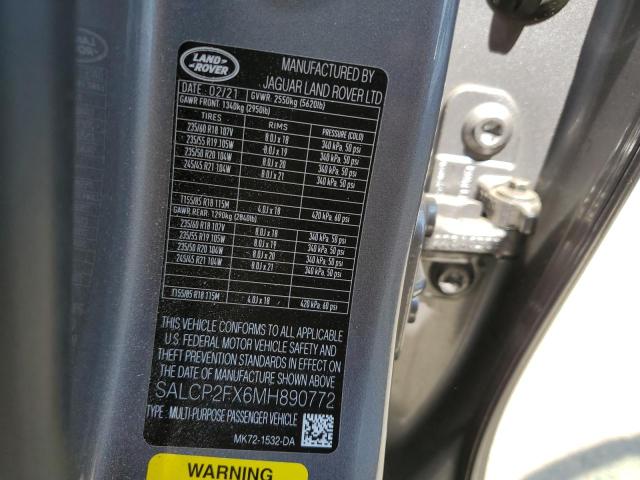 LAND ROVER
MANUFACTURED BY
JAGUAR LAND ROVER LTD
DATE: 02/21 GVWR: 2550kg (5620lb)
GAWR FRONT: 1340kg (2950lb)
TIRES RIMS PRESSURE (COLD)
235/60 R18 107V 8.0J x 18 340 kPa, 50 psi
235/55 R19 105W 8.0J x 19 340 kPa, 50 psi
235/50 R20 104W 8.0J x 20 340 kPa, 50 psi
245/45 R21 104W 8.0J x 21 340 kPa, 50 psi
T155/85 R18 115M 4.0J x 18 420 kPa, 60 psi
GAWR REAR: 1290kg (2840lb)
235/60 R18 107V 8.0J x 18 340 kPa, 50 psi
235/55 R19 105W 8.0J x 19 340 kPa, 50 psi
235/50 R20 104W 8.0J x 20 340 kPa, 50 psi
245/45 R21 104W 8.0J x 21 340 kPa, 50 psi
T155/85 R18 115M 4.0J x 18 420 kPa, 60 psi
THIS VEHICLE CONFORMS TO ALL APPLICABLE
U.S. FEDERAL MOTOR VEHICLE SAFETY AND
THEFT PREVENTION STANDARDS IN EFFECT ON
THE DATE OF MANUFACTURE SHOWN ABOVE.
SALCP2FX6MH890772
TYPE: MULTI-PURPOSE PASSENGER VEHICLE
MK72-1532-DA
WARNING